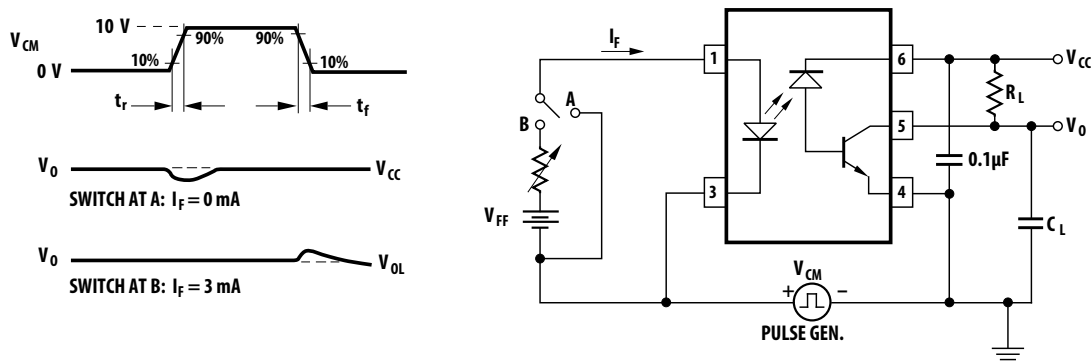 10 V
V_CM
90%
90%
10%
10%
0 V
t_r
t_f
V_O
V_CC
SWITCH AT A: I_F = 0 mA
V_O
V_OL
SWITCH AT B: I_F = 3 mA
I_F
A
B
V_FF
1
3
6
5
4
V_CC
R_L
V_O
0.1μF
C_L
V_CM
+
–
PULSE GEN.